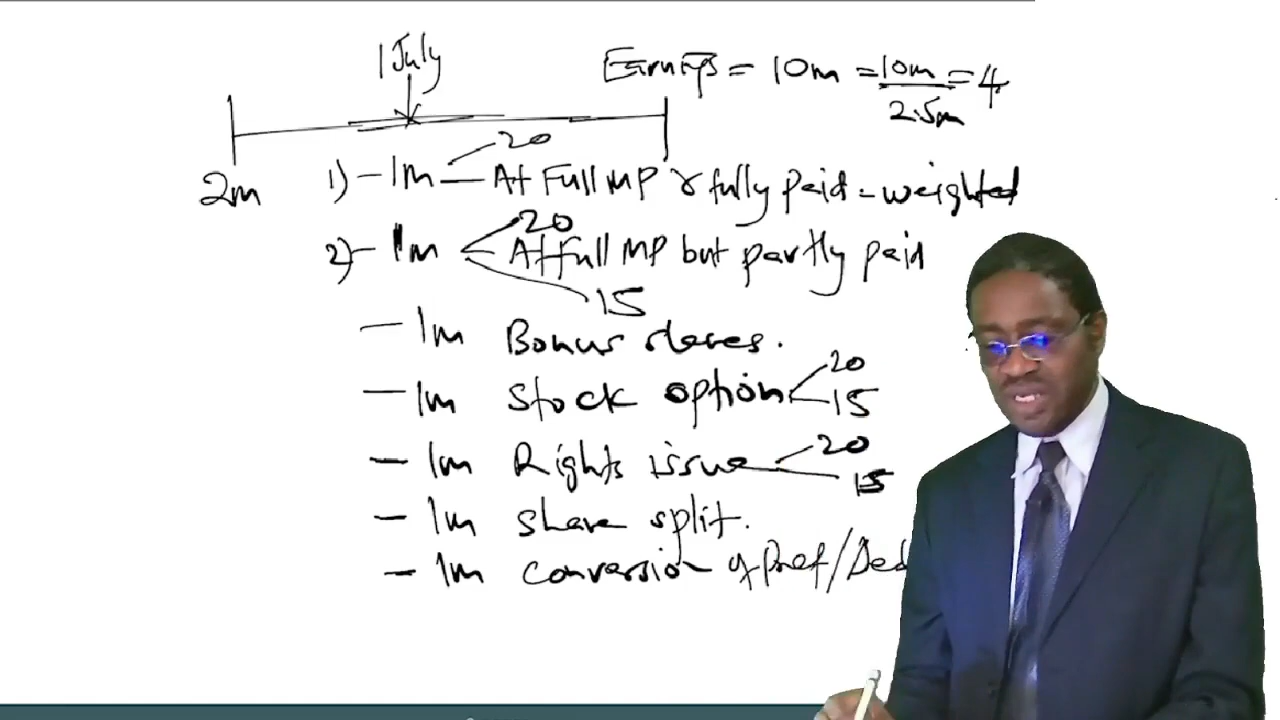 1 July
Earnings = 10m = 10m/2.5m = 4
2m
1) - 1m 20 At Full MP & fully paid = weighted
2) - 1m 20 At full MP but partly paid
15
- 1m Bonus shares.
- 1m Stock option 20 15
- 1m Rights issue 20 15
- 1m share split.
- 1m conversion of Pref/